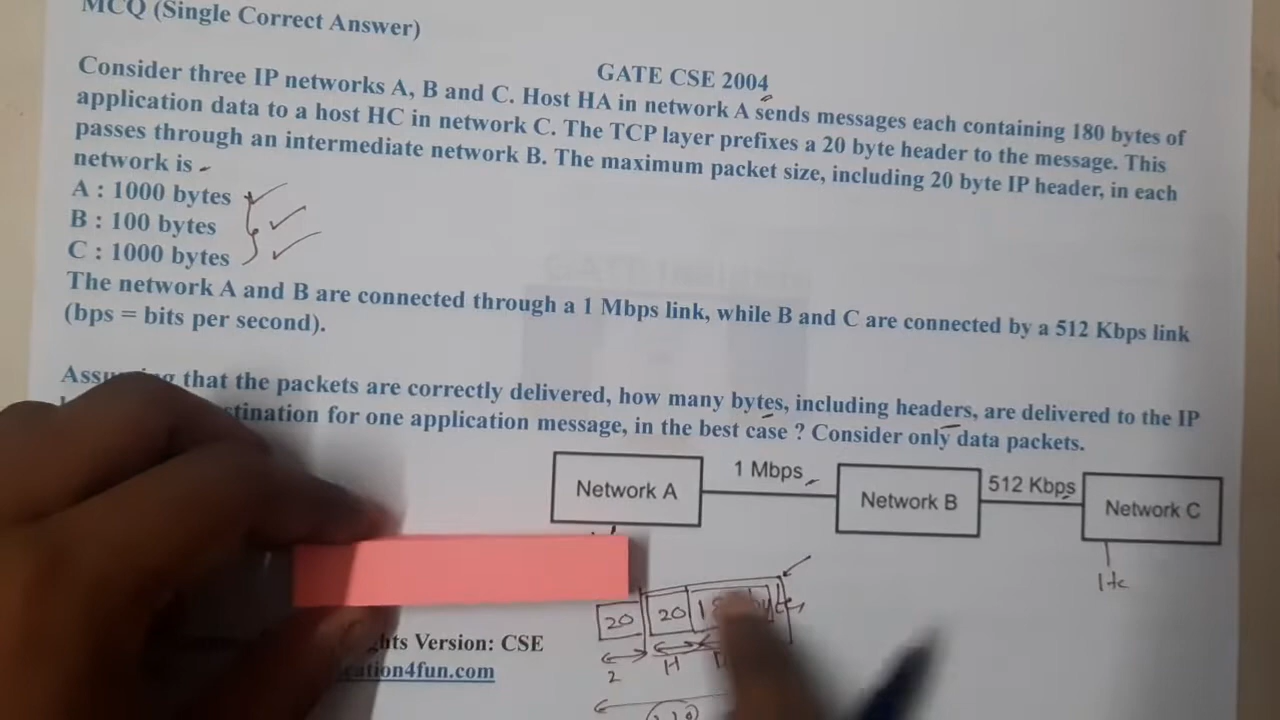 MCQ (Single Correct Answer)
GATE CSE 2004
Consider three IP networks A, B and C. Host HA in network A sends messages each containing 180 bytes of
application data to a host HC in network C. The TCP layer prefixes a 20 byte header to the message. This
passes through an intermediate network B. The maximum packet size, including 20 byte IP header, in each
network is
A : 1000 bytes
B : 100 bytes
C : 1000 bytes
The network A and B are connected through a 1 Mbps link, while B and C are connected by a 512 Kbps link
(bps = bits per second).
that the packets are correctly delivered, how many bytes, including headers, are delivered to the IP
for one application message, in the best case ? Consider only data packets.
Network A
1 Mbps
Network B
512 Kbps
Network C
Hc
20
20
H
2
Version: CSE